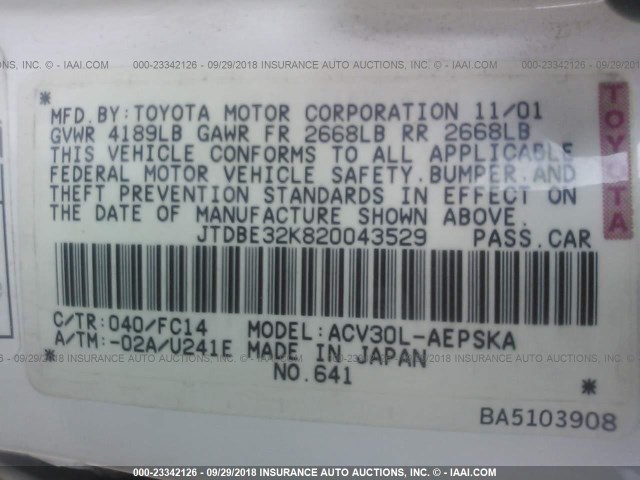 000-23342126 - 09/29/2018 INSURANCE AUTO AUCTIONS, INC. © - IAAI.COM
MFD.BY:TOYOTA MOTOR CORPORATION 11/01
GVWR 4189LB GAWR FR 2668LB RR 2668LB
THIS VEHICLE CONFORMS TO ALL APPLICABLE
FEDERAL MOTOR VEHICLE SAFETY.BUMPER.AND
THEFT PREVENTION STANDARDS IN EFFECT ON
THE DATE OF MANUFACTURE SHOWN ABOVE.
TOYOTA
JTDBE32K820043529 PASS.CAR
C/TR:040/FC14 MODEL:ACV30L-AEPSKA
A/TM:-02A/U241E MADE IN JAPAN
NO.641
BA5103908
000-23342126 - 09/29/2018 INSURANCE AUTO AUCTIONS, INC. © - IAAI.COM